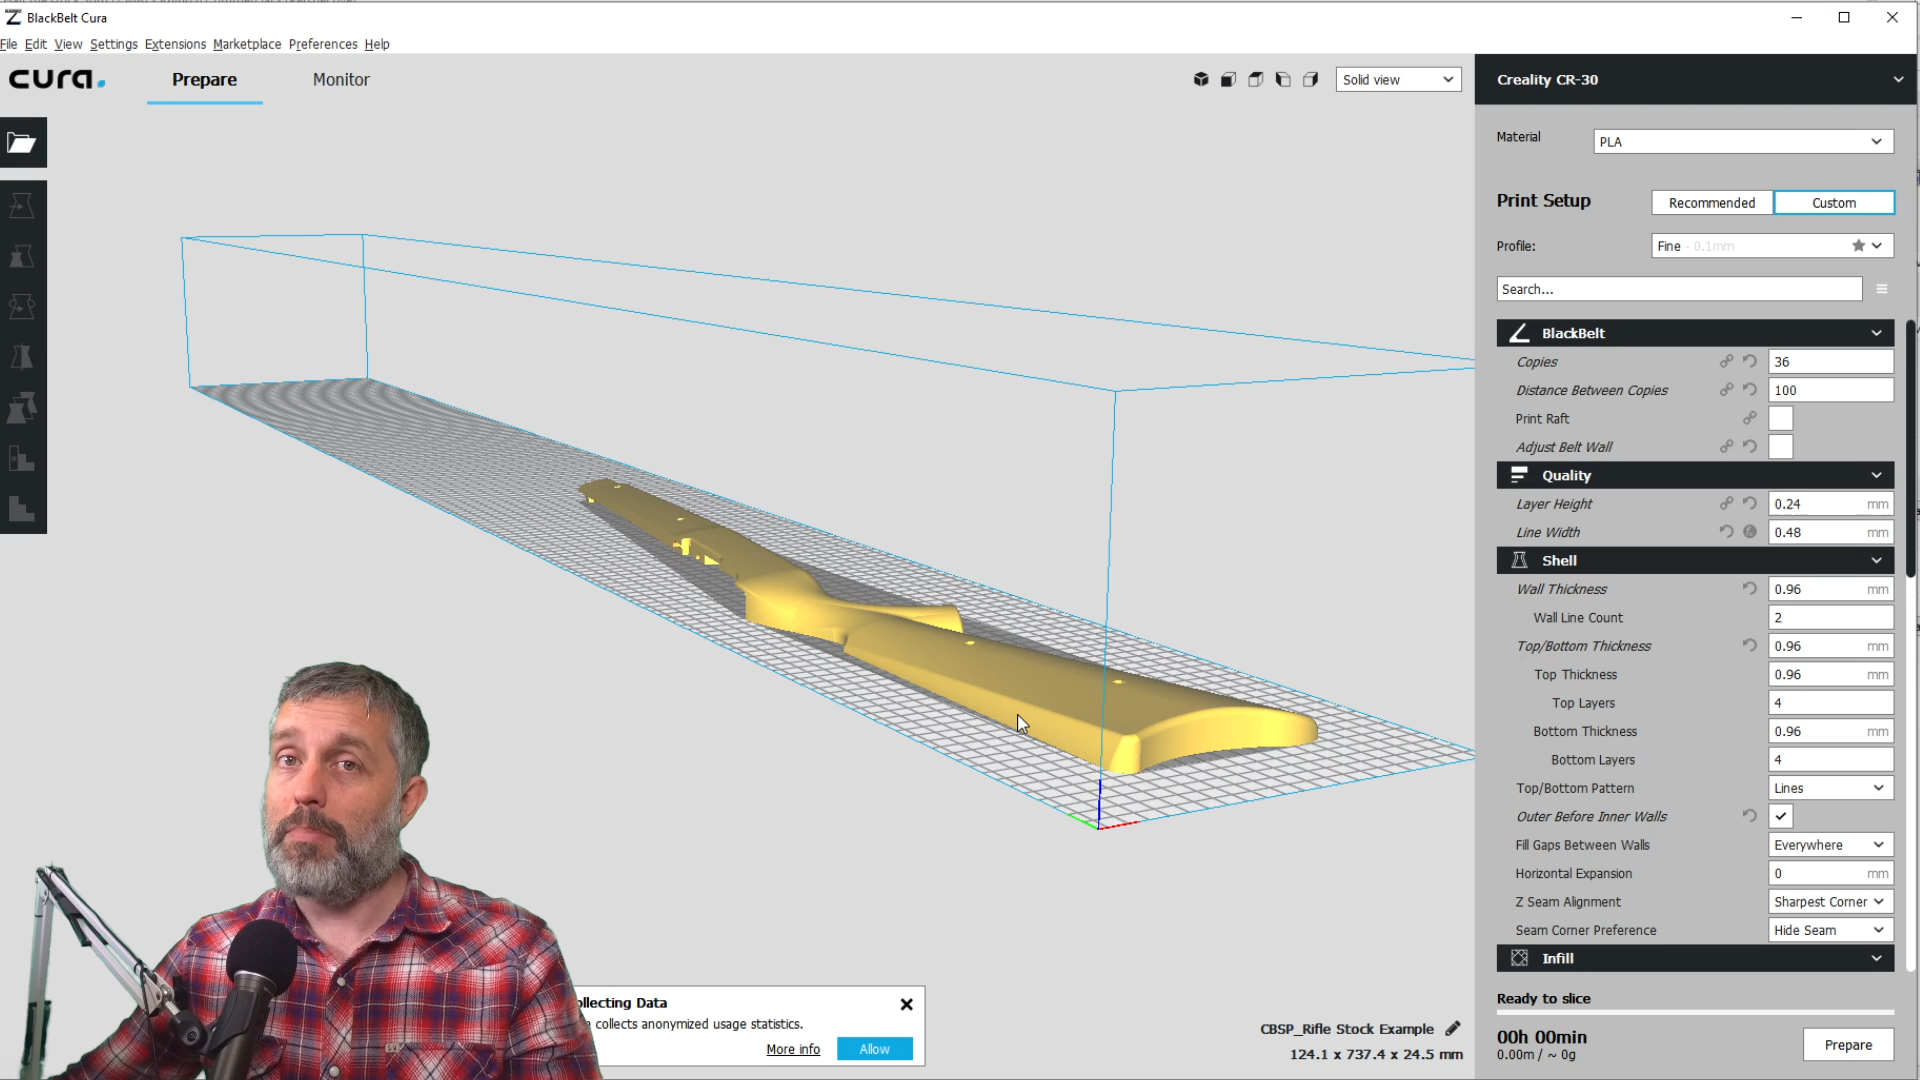 BlackBelt Cura
File Edit View Settings Extensions Marketplace Preferences Help
cura.
Prepare
Monitor
Solid view
Creality CR-30
Material
PLA
Print Setup
Recommended
Custom
Profile:
Fine - 0.1mm
Search...
BlackBelt
Copies 36
Distance Between Copies 100
Print Raft
Adjust Belt Wall
Quality
Layer Height 0.24 mm
Line Width 0.48 mm
Shell
Wall Thickness 0.96 mm
Wall Line Count 2
Top/Bottom Thickness 0.96 mm
Top Thickness 0.96 mm
Top Layers 4
Bottom Thickness 0.96 mm
Bottom Layers 4
Top/Bottom Pattern Lines
Outer Before Inner Walls
Fill Gaps Between Walls Everywhere
Horizontal Expansion 0 mm
Z Seam Alignment Sharpest Corner
Seam Corner Preference Hide Seam
Infill
Ready to slice
00h 00min
0.00m / ~ 0g
Prepare
ollecting Data
collects anonymized usage statistics.
More info
Allow
CBSP_Rifle Stock Example
124.1 x 737.4 x 24.5 mm